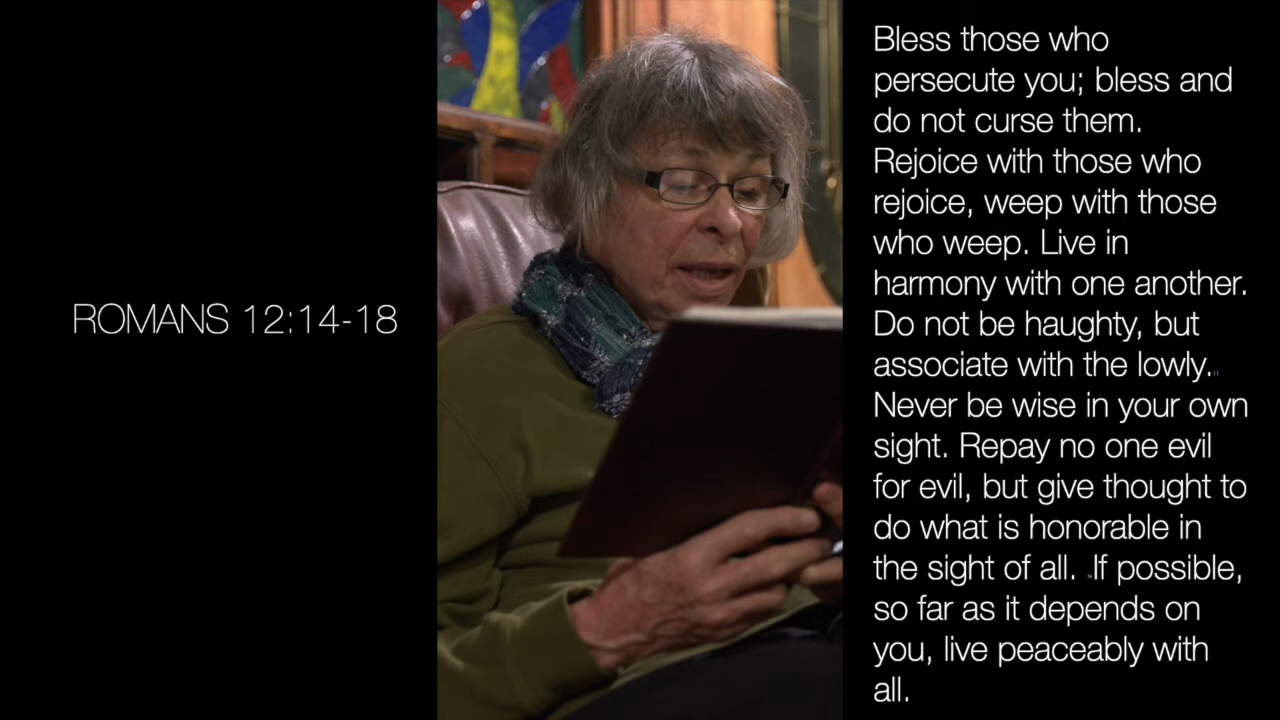 ROMANS 12:14-18
Bless those who
persecute you; bless and
do not curse them.
Rejoice with those who
rejoice, weep with those
who weep. Live in
harmony with one another.
Do not be haughty, but
associate with the lowly.
Never be wise in your own
sight. Repay no one evil
for evil, but give thought to
do what is honorable in
the sight of all. If possible,
so far as it depends on
you, live peaceably with
all.